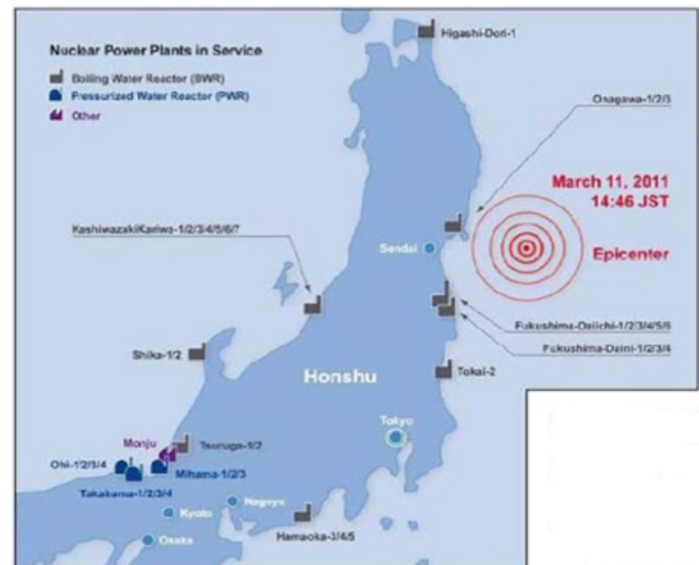 Nuclear Power Plants in Service
Boiling Water Reactor (BWR)
Pressurized Water Reactor (PWR)
Other
Higashi-Dori-1
Onagawa-1/2/3
March 11, 2011
14:46 JST
Epicenter
KashiwazakiKariwa-1/2/3/4/5/6/7
Sendai
Fukushima-Daiichi-1/2/3/4/5/6
Fukushima-Daini-1/2/3/4
Shika-1/2
Honshu
Tokai-2
Tokyo
Monju
Tsuruga-1/2
Ohi-1/2/3/4
Mihama-1/2/3
Takahama-1/2/3/4
Nagoya
Kyoto
Hamaoka-3/4/5
Osaka